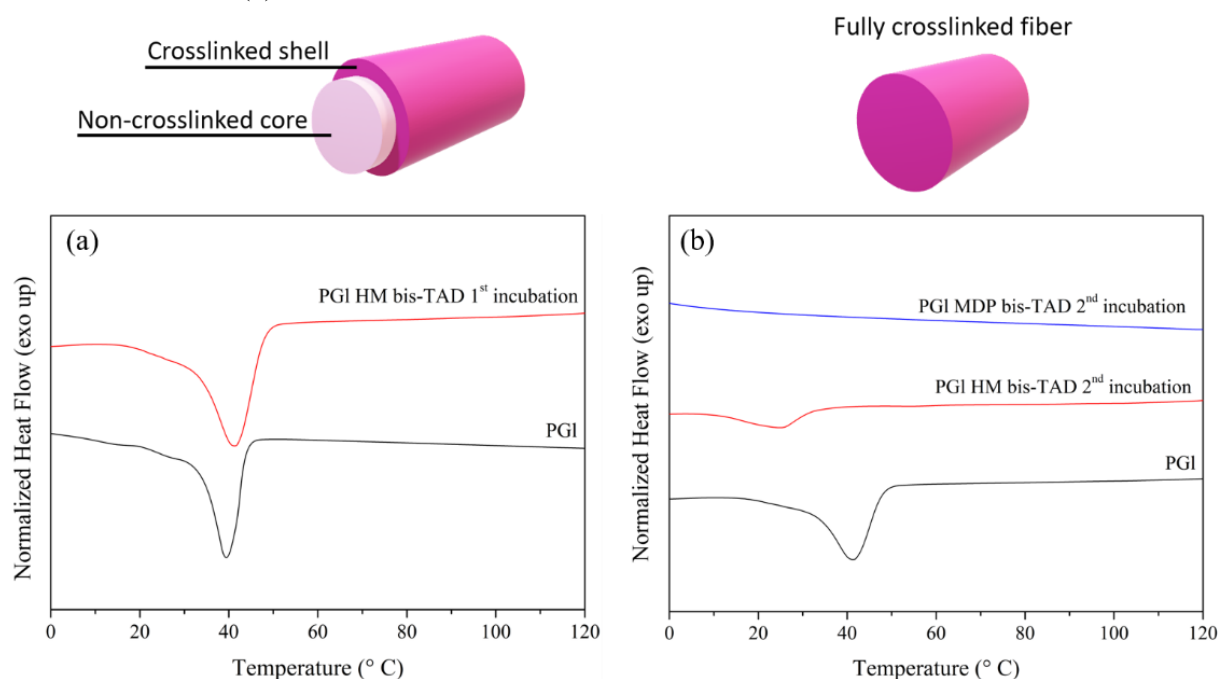 Crosslinked shell
Non-crosslinked core
Fully crosslinked fiber
(a)
PGl HM bis-TAD 1st incubation
PGl
Normalized Heat Flow (exo up)
0 20 40 60 80 100 120
Temperature (° C)
(b)
PGl MDP bis-TAD 2nd incubation
PGl HM bis-TAD 2nd incubation
PGl
Normalized Heat Flow (exo up)
0 20 40 60 80 100 120
Temperature (° C)